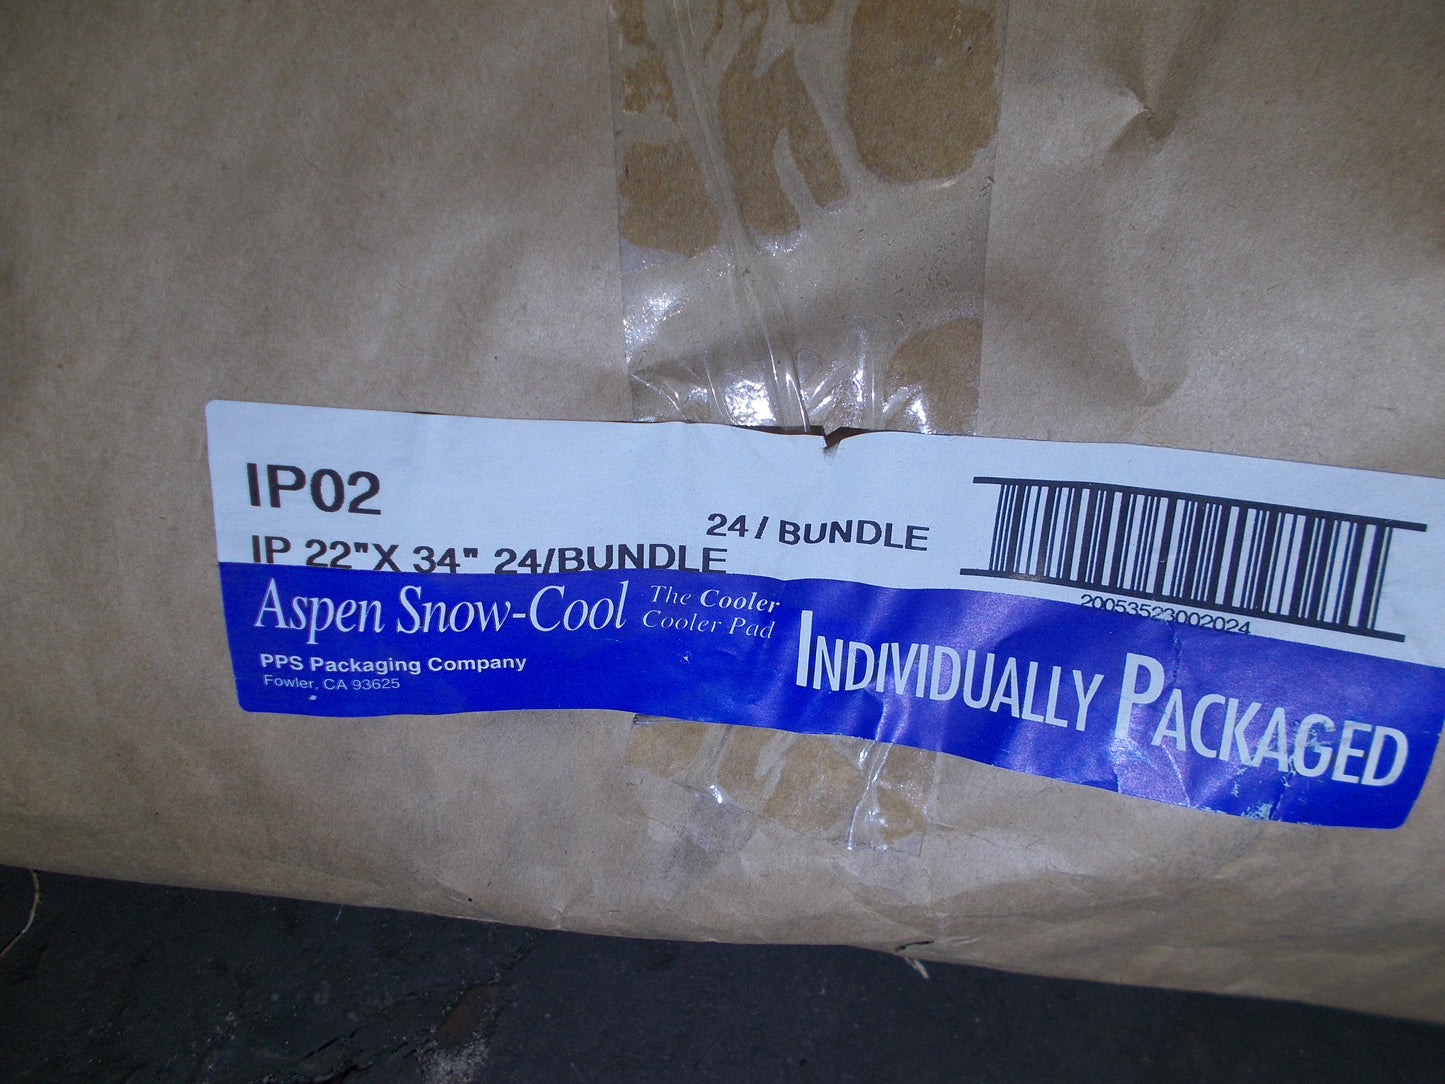 IP02
24 / BUNDLE
IP 22"X 34" 24/BUNDLE
20053523002024
Aspen Snow-Cool
The Cooler
Cooler Pad
INDIVIDUALLY PACKAGED
PPS Packaging Company
Fowler, CA 93625